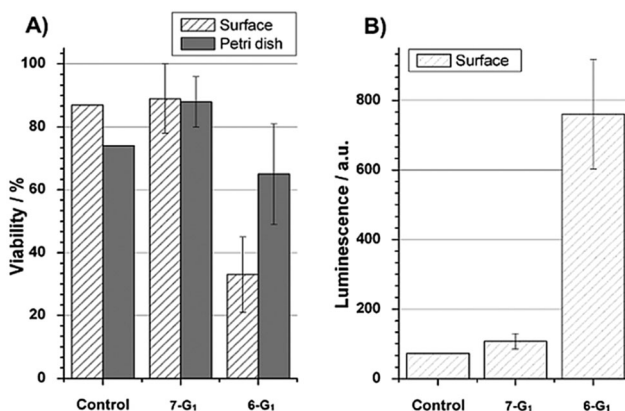 A)
Surface
Petri dish
100
80
60
40
20
0
Viability / %
Control
7-G₁
6-G₁
B)
Surface
800
600
400
200
0
Luminescence / a.u.
Control
7-G₁
6-G₁